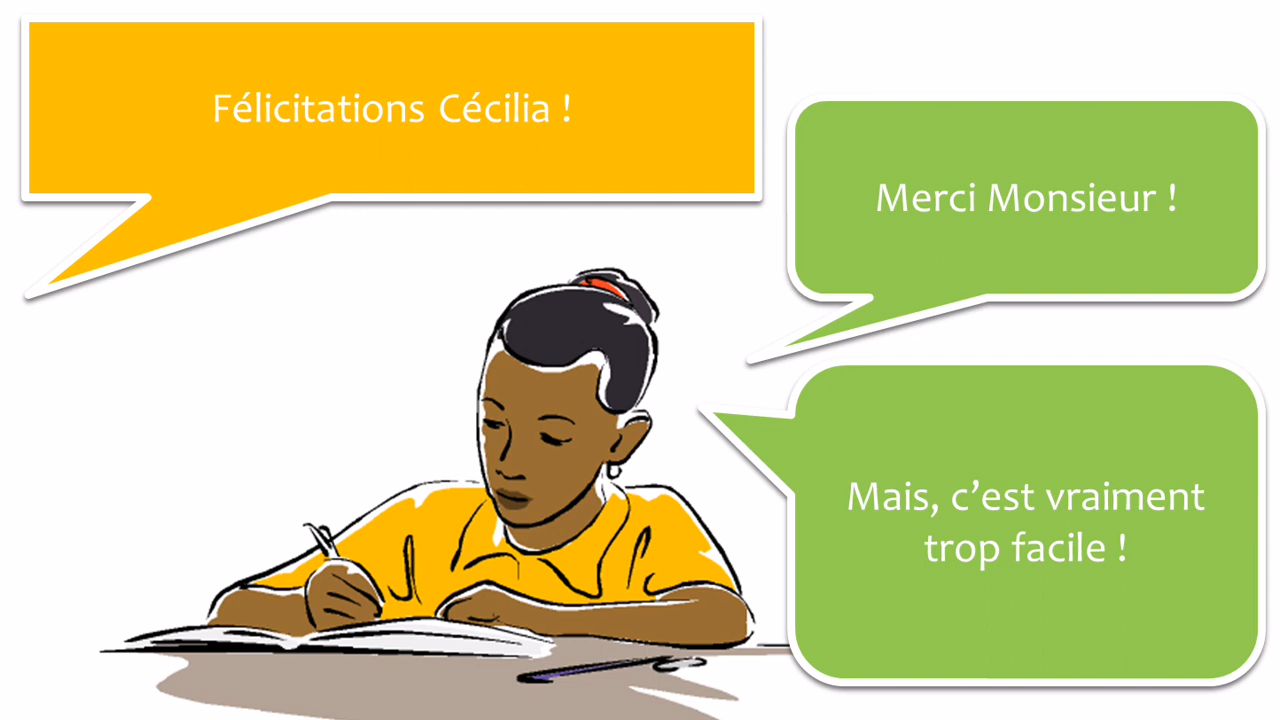 Félicitations Cécilia !
Merci Monsieur !
Mais, c’est vraiment
trop facile !